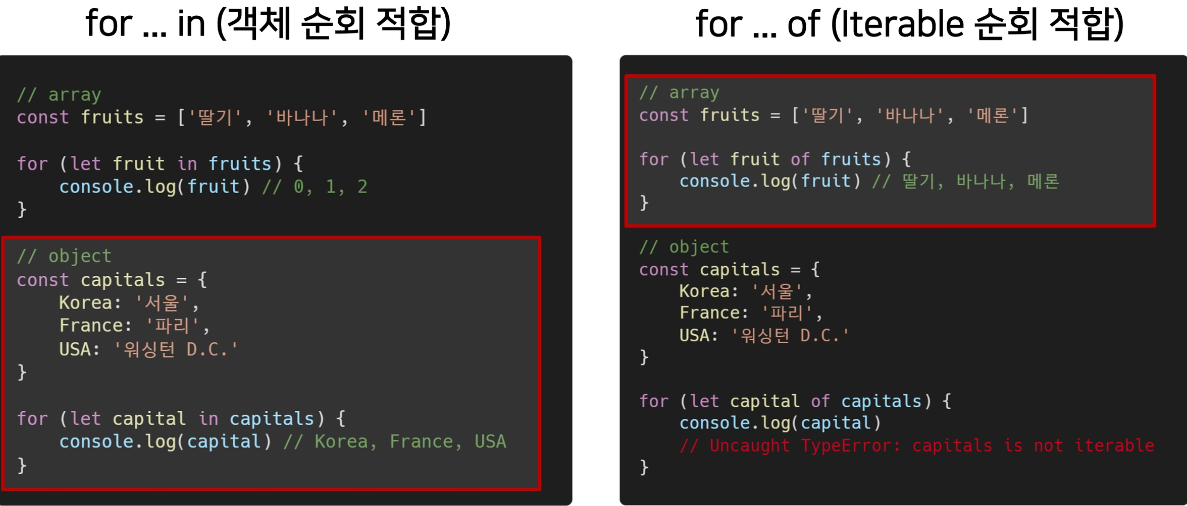 for ... in (객체 순회 적합)
// array
const fruits = ['딸기', '바나나', '메론']
for (let fruit in fruits) {
console.log(fruit) // 0, 1, 2
}
// object
const capitals = {
Korea: '서울',
France: '파리',
USA: '워싱턴 D.C.'
}
for (let capital in capitals) {
console.log(capital) // Korea, France, USA
}
for ... of (Iterable 순회 적합)
// array
const fruits = ['딸기', '바나나', '메론']
for (let fruit of fruits) {
console.log(fruit) // 딸기, 바나나, 메론
}
// object
const capitals = {
Korea: '서울',
France: '파리',
USA: '워싱턴 D.C.'
}
for (let capital of capitals) {
console.log(capital)
// Uncaught TypeError: capitals is not iterable
}